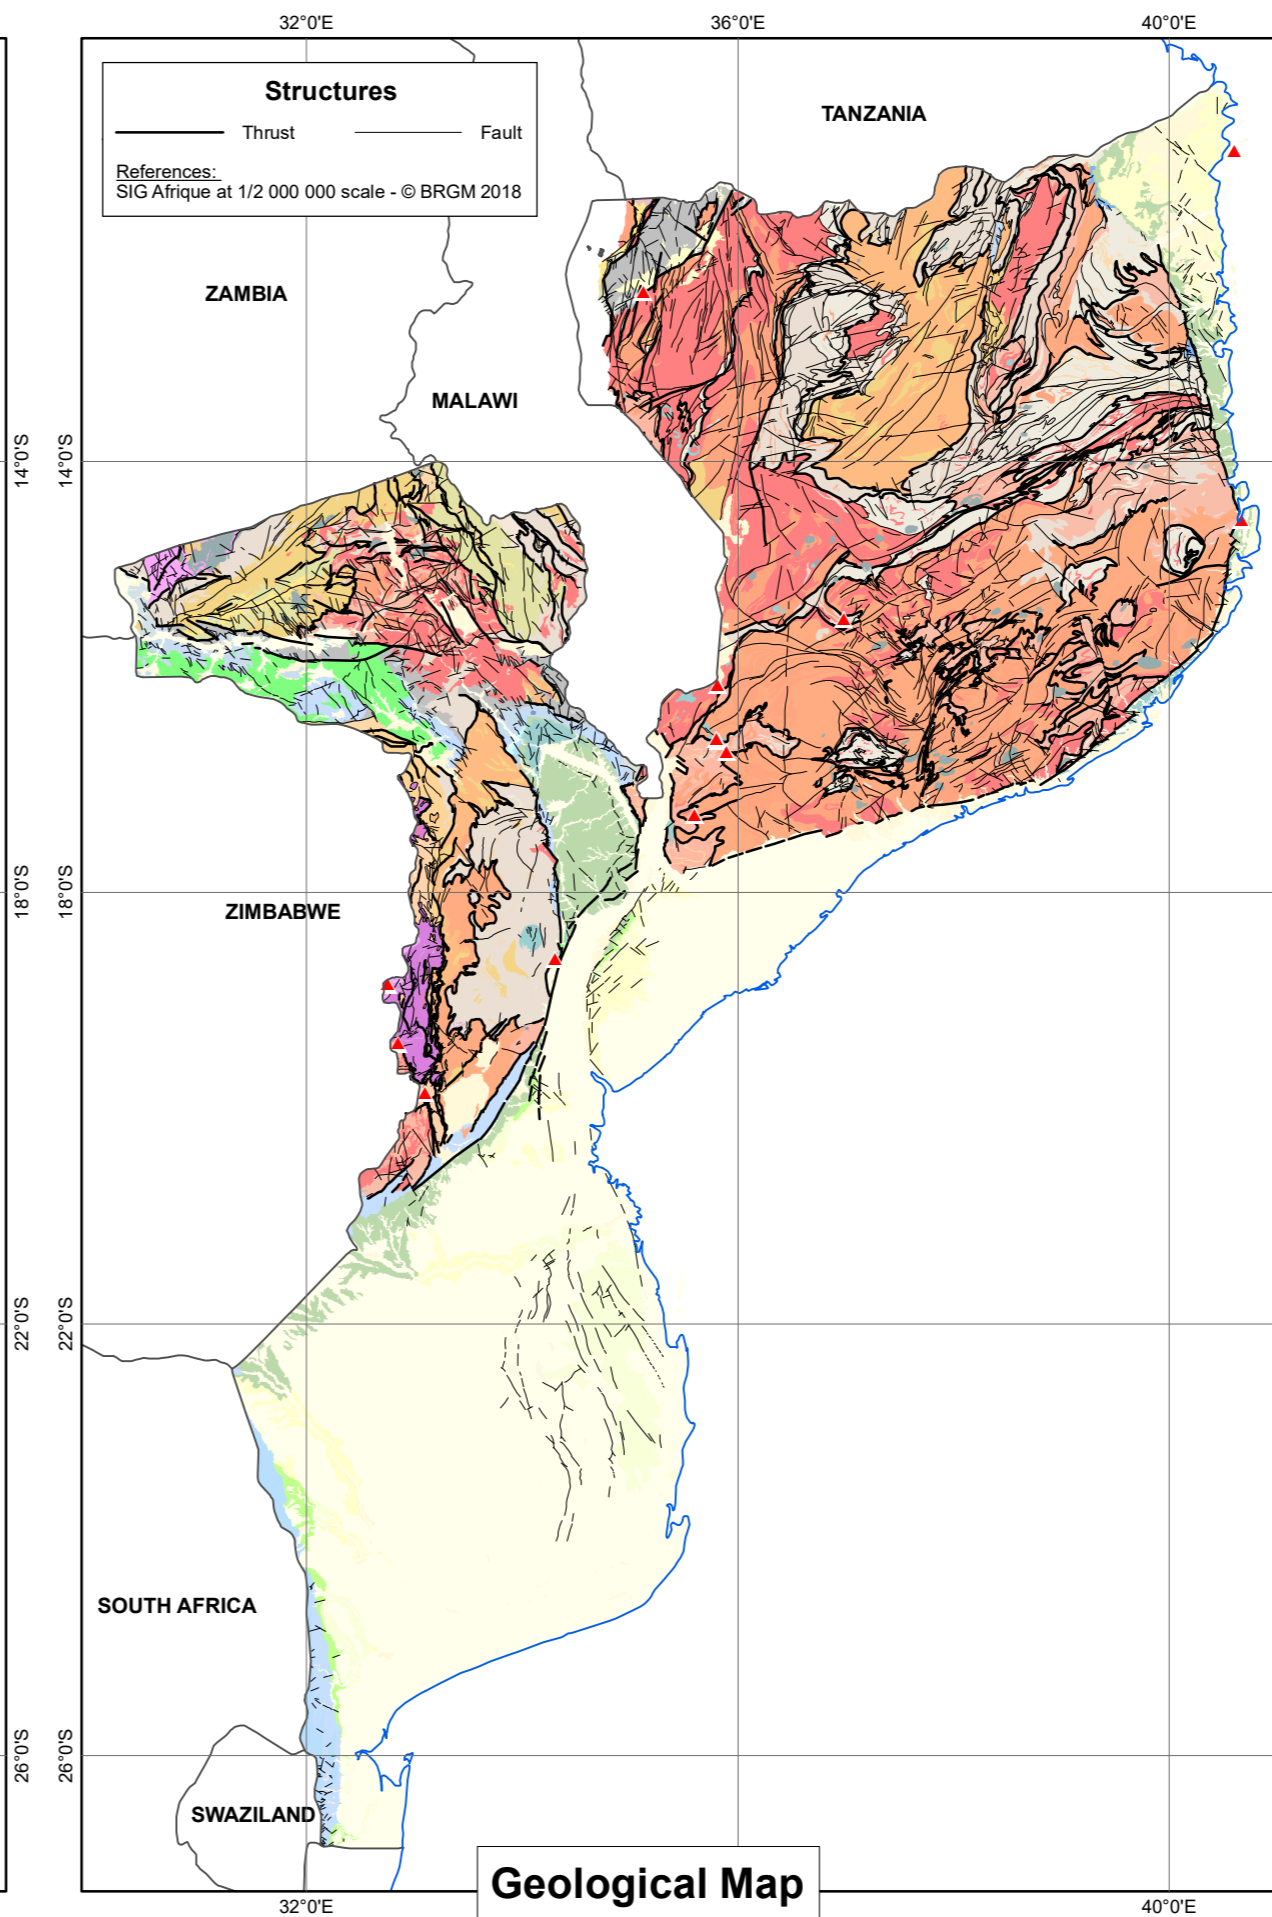 32°0'E
36°0'E
40°0'E
Structures
Thrust
Fault
References:
SIG Afrique at 1/2 000 000 scale - © BRGM 2018
TANZANIA
ZAMBIA
MALAWI
14°0'S
14°0'S
ZIMBABWE
18°0'S
18°0'S
22°0'S
22°0'S
SOUTH AFRICA
26°0'S
26°0'S
SWAZILAND
Geological Map
32°0'E
40°0'E